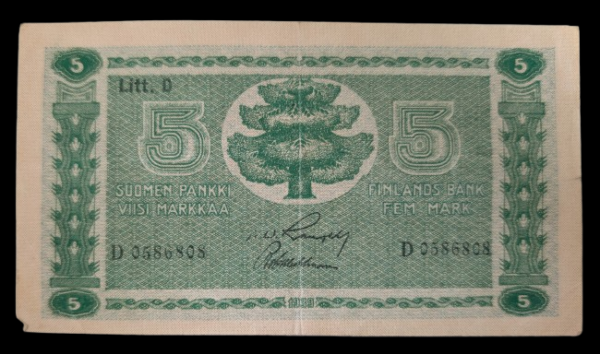 5 5
Litt. D
5 5
SUOMEN PANKKI FINLANDS BANK
VIISI MARKKAA FEM MARK
D 0586808 D 0586808
5 5